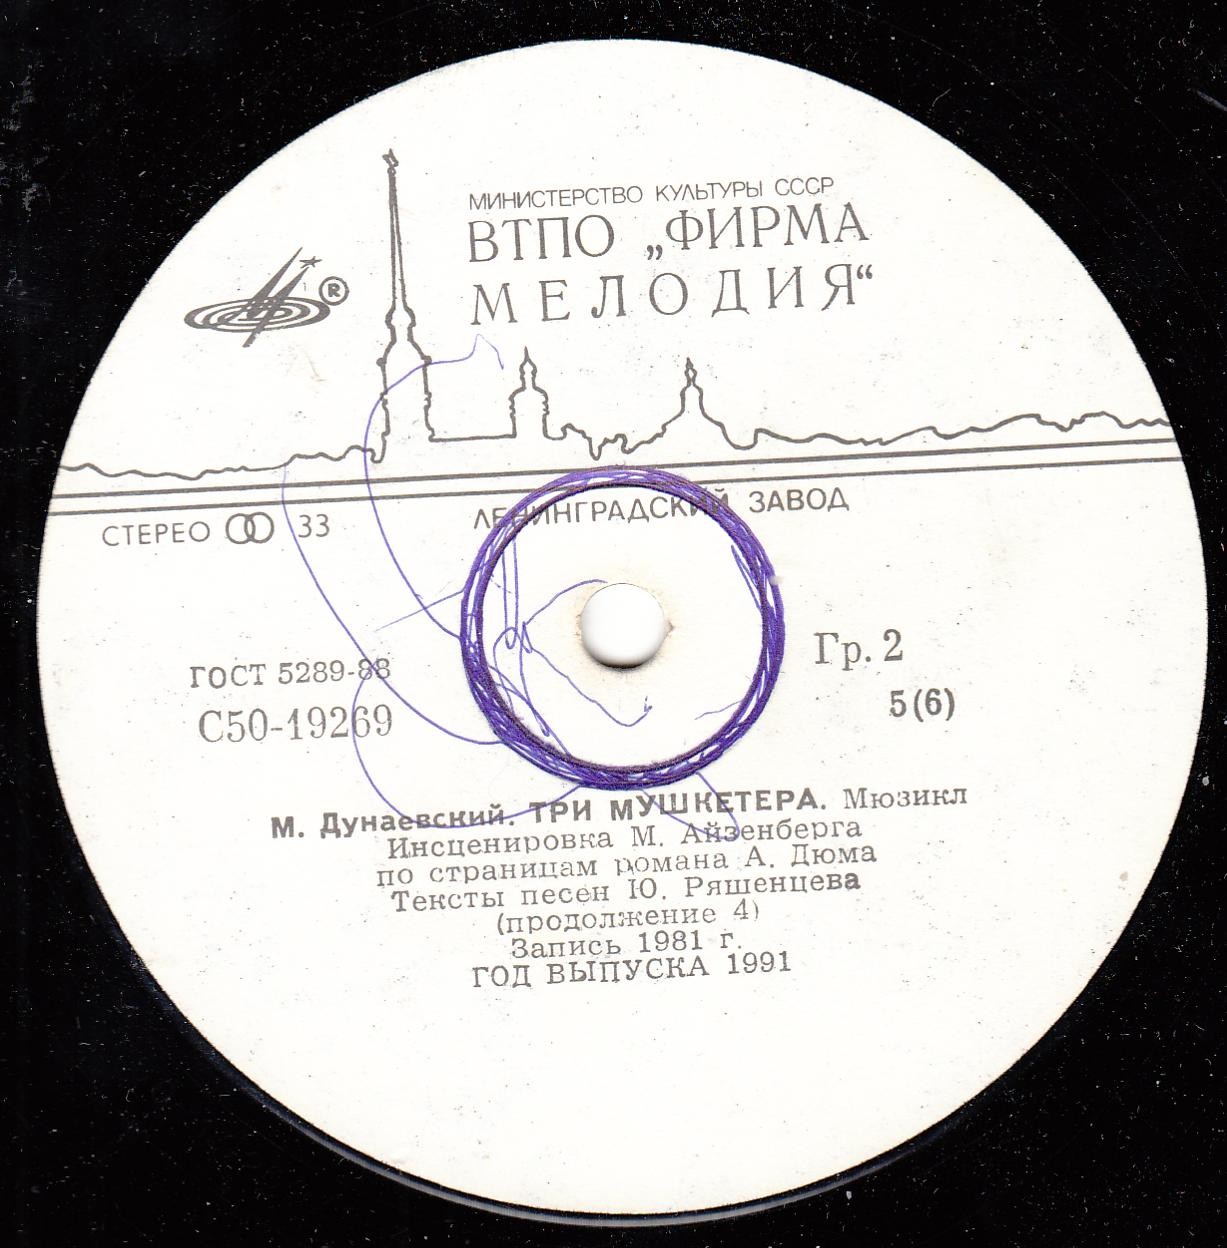 МИНИСТЕРСТВО КУЛЬТУРЫ СССР
ВТПО „ФИРМА
МЕЛОДИЯ“
®
СТЕРЕО 33
ЛЕНИНГРАДСКИЙ ЗАВОД
ГОСТ 5289-88
С50-19269
Гр. 2
5(6)
М. Дунаевский. ТРИ МУШКЕТЕРА. Мюзикл
Инсценировка М. Айзенберга
по страницам романа А. Дюма
Тексты песен Ю. Ряшенцева
(продолжение 4)
Запись 1981 г.
ГОД ВЫПУСКА 1991